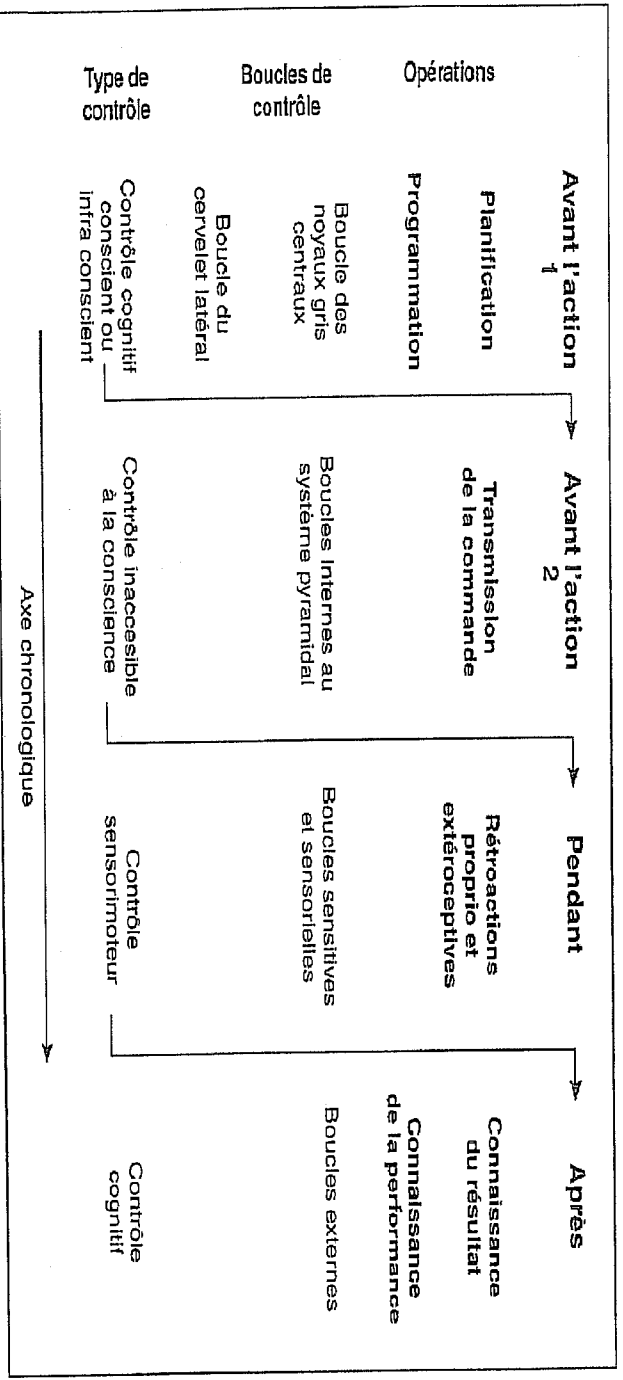 Avant l'action
1
Avant l'action
2
Pendant
Après
Opérations
Planification
Programmation
Transmission
de la commande
Rétroactions
proprio et
extéroceptives
Connaissance
du résultat
Connaissance
de la performance
Boucles de
contrôle
Boucle des
noyaux gris
centraux
Boucle du
cervelet latéral
Boucles Internes au
système pyramidal
Boucles sensitives
et sensorielles
Boucles externes
Type de
contrôle
Contrôle cognitif
conscient ou
infra conscient
Contrôle inaccesible
à la conscience
Contrôle
sensorimoteur
Contrôle
cognitif
Axe chronologique